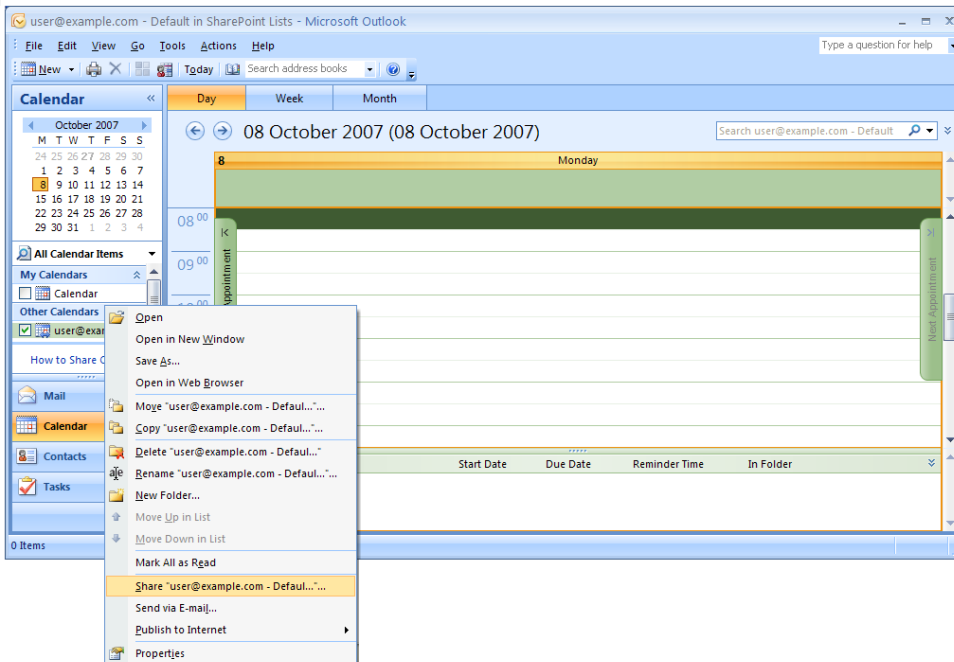 user@example.com - Default in SharePoint Lists - Microsoft Outlook
File Edit View Go Tools Actions Help
Type a question for help
New Today Search address books
Calendar
Day Week Month
October 2007
M T W T F S S
24 25 26 27 28 29 30
1 2 3 4 5 6 7
8 9 10 11 12 13 14
15 16 17 18 19 20 21
22 23 24 25 26 27 28
29 30 31 1 2 3 4
08 October 2007 (08 October 2007)
Search user@example.com - Default
8 Monday
08 00
09 00
Appointment
Next Appointment
All Calendar Items
My Calendars
Calendar
Other Calendars
user@exa
How to Share
Mail
Calendar
Contacts
Tasks
0 Items
Open
Open in New Window
Save As...
Open in Web Browser
Move "user@example.com - Defaul..."...
Copy "user@example.com - Defaul..."...
Delete "user@example.com - Defaul..."
Rename "user@example.com - Defaul..."...
New Folder...
Move Up in List
Move Down in List
Mark All as Read
Share "user@example.com - Defaul..."...
Send via E-mail...
Publish to Internet
Properties
Start Date Due Date Reminder Time In Folder